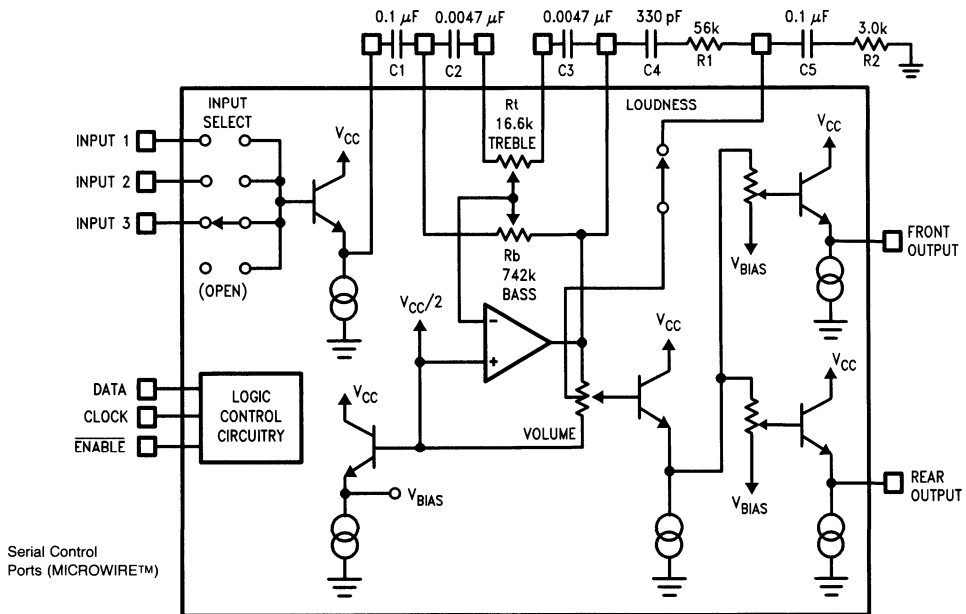 0.1 μF
0.0047 μF
0.0047 μF
330 pF
56k
0.1 μF
3.0k
C1
C2
C3
C4
R1
C5
R2
INPUT
SELECT
Rt
16.6k
TREBLE
LOUDNESS
INPUT 1
INPUT 2
INPUT 3
(OPEN)
VCC
VCC
VBIAS
FRONT
OUTPUT
Rb
742k
BASS
VCC/2
−
+
VCC
VCC
VCC
DATA
CLOCK
ENABLE
LOGIC
CONTROL
CIRCUITRY
VOLUME
VBIAS
VBIAS
REAR
OUTPUT
Serial Control
Ports (MICROWIRE™)